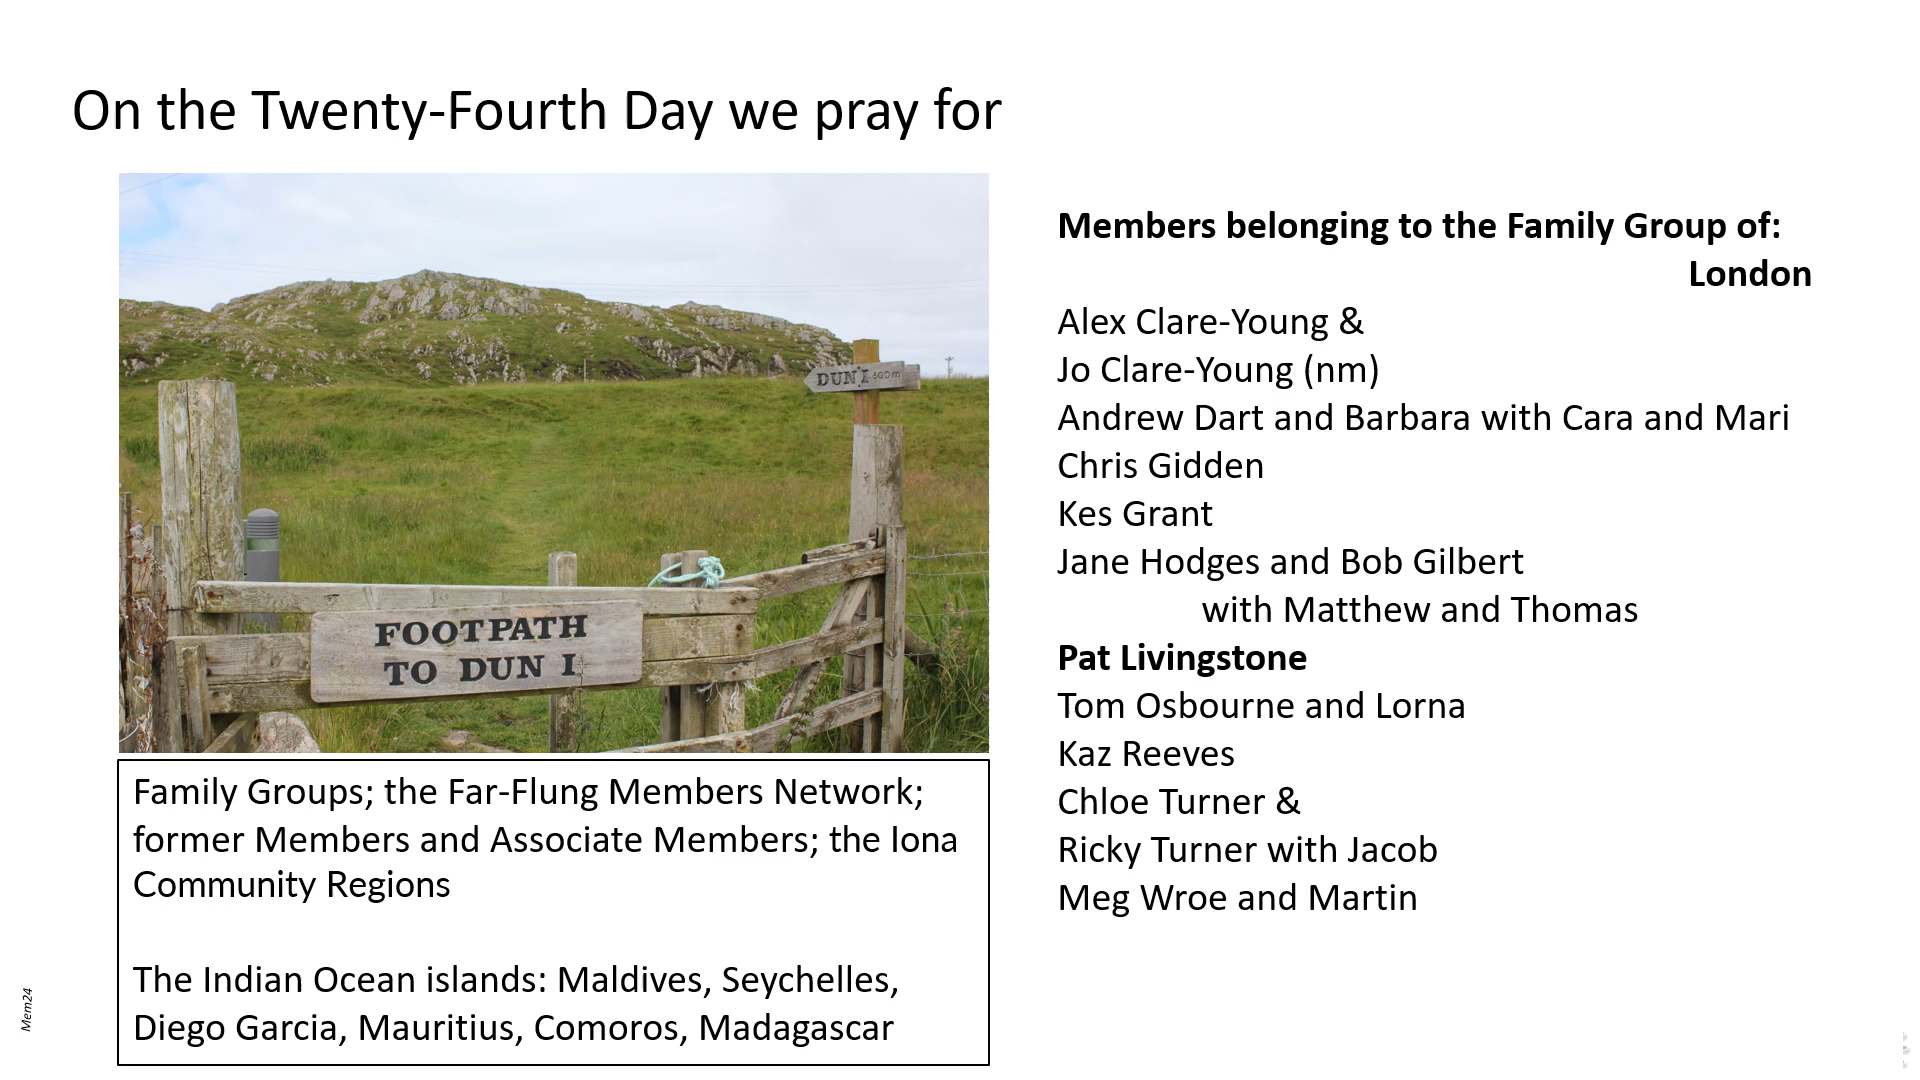 On the Twenty-Fourth Day we pray for
DUN I 600m
FOOTPATH
TO DUN I
Family Groups; the Far-Flung Members Network;
former Members and Associate Members; the Iona
Community Regions
The Indian Ocean islands: Maldives, Seychelles,
Diego Garcia, Mauritius, Comoros, Madagascar
Members belonging to the Family Group of:
London
Alex Clare-Young &
Jo Clare-Young (nm)
Andrew Dart and Barbara with Cara and Mari
Chris Gidden
Kes Grant
Jane Hodges and Bob Gilbert
with Matthew and Thomas
Pat Livingstone
Tom Osbourne and Lorna
Kaz Reeves
Chloe Turner &
Ricky Turner with Jacob
Meg Wroe and Martin
Mem24